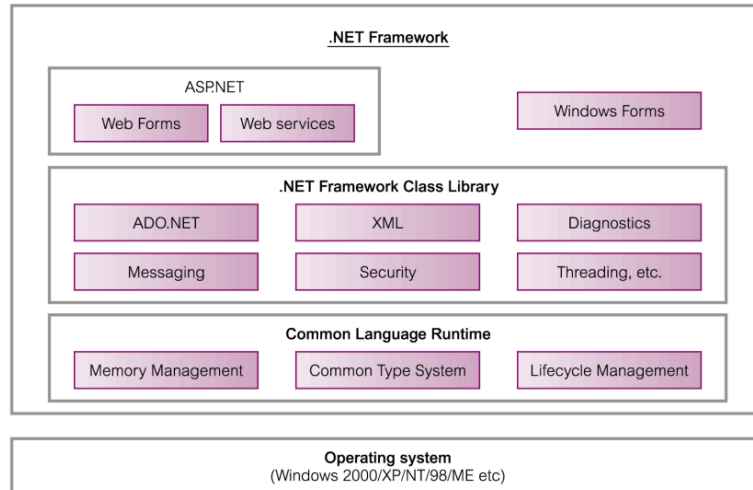 .NET Framework
ASP.NET
Web Forms
Web services
Windows Forms
.NET Framework Class Library
ADO.NET
XML
Diagnostics
Messaging
Security
Threading, etc.
Common Language Runtime
Memory Management
Common Type System
Lifecycle Management
Operating system
(Windows 2000/XP/NT/98/ME etc)